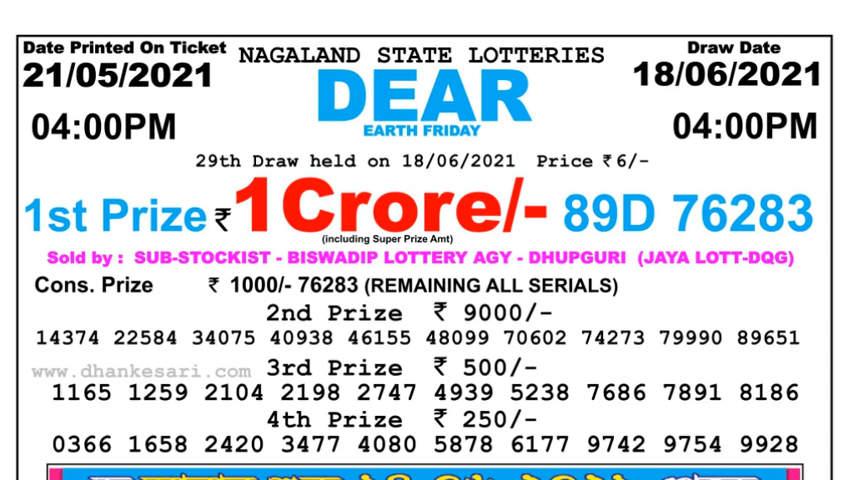 Date Printed On Ticket NAGALAND STATE LOTTERIES Draw Date
21/05/2021 DEAR 18/06/2021
04:00PM EARTH FRIDAY 04:00PM
29th Draw held on 18/06/2021 Price ₹6/-
1st Prize ₹1Crore/- 89D 76283
(including Super Prize Amt)
Sold by : SUB-STOCKIST - BISWADIP LOTTERY AGY - DHUPGURI (JAYA LOTT-DQG)
Cons. Prize ₹ 1000/- 76283 (REMAINING ALL SERIALS)
2nd Prize ₹ 9000/-
14374 22584 34075 40938 46155 48099 70602 74273 79990 89651
www.dhankesari.com 3rd Prize ₹ 500/-
1165 1259 2104 2198 2747 4939 5238 7686 7891 8186
4th Prize ₹ 250/-
0366 1658 2420 3477 4080 5878 6177 9742 9754 9928